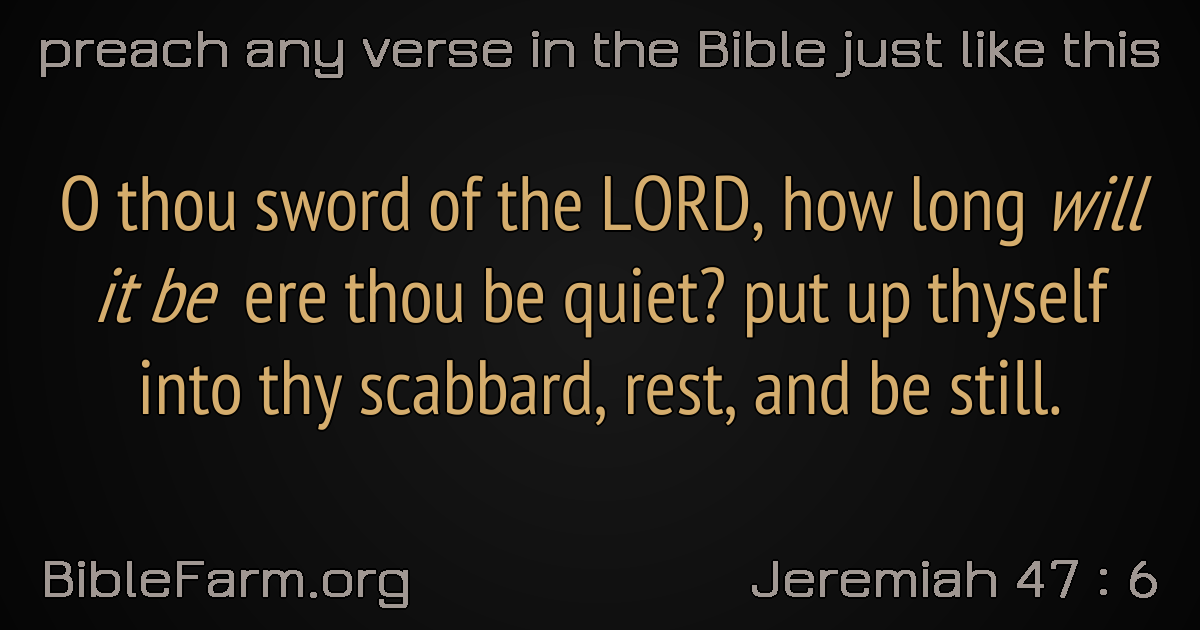 preach any verse in the Bible just like this
O thou sword of the LORD, how long will
it be ere thou be quiet? put up thyself
into thy scabbard, rest, and be still.
BibleFarm.org
Jeremiah 47 : 6